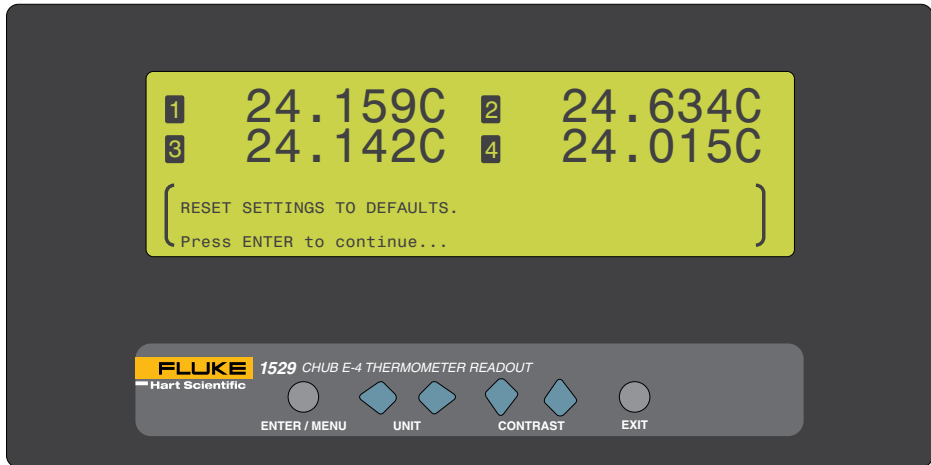 1 24.159C 2 24.634C
3 24.142C 4 24.015C
RESET SETTINGS TO DEFAULTS.
Press ENTER to continue...
FLUKE
Hart Scientific
1529 CHUB E-4 THERMOMETER READOUT
ENTER / MENU UNIT CONTRAST EXIT